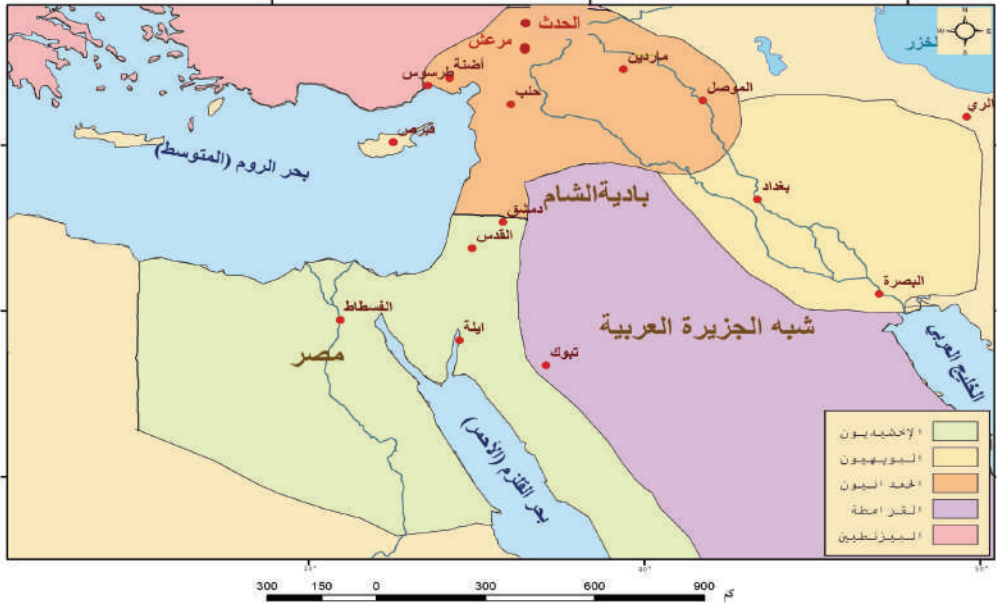 الحدث
مرعش
أضنة
طرسوس
ماردين
الموصل
حلب
الخزر
N
W
E
S
الري
قبرص
بحر الروم (المتوسط)
بادية الشام
بغداد
دمشق
القدس
البصرة
الفسطاط
ايلة
مصر
شبه الجزيرة العربية
تبوك
الخليج العربي
بحر القلزم (الأحمر)
الإخشيديون
البويهيون
الحمدانيون
القرامطة
البيزنطيين
300 150 0 300 600 900 كم